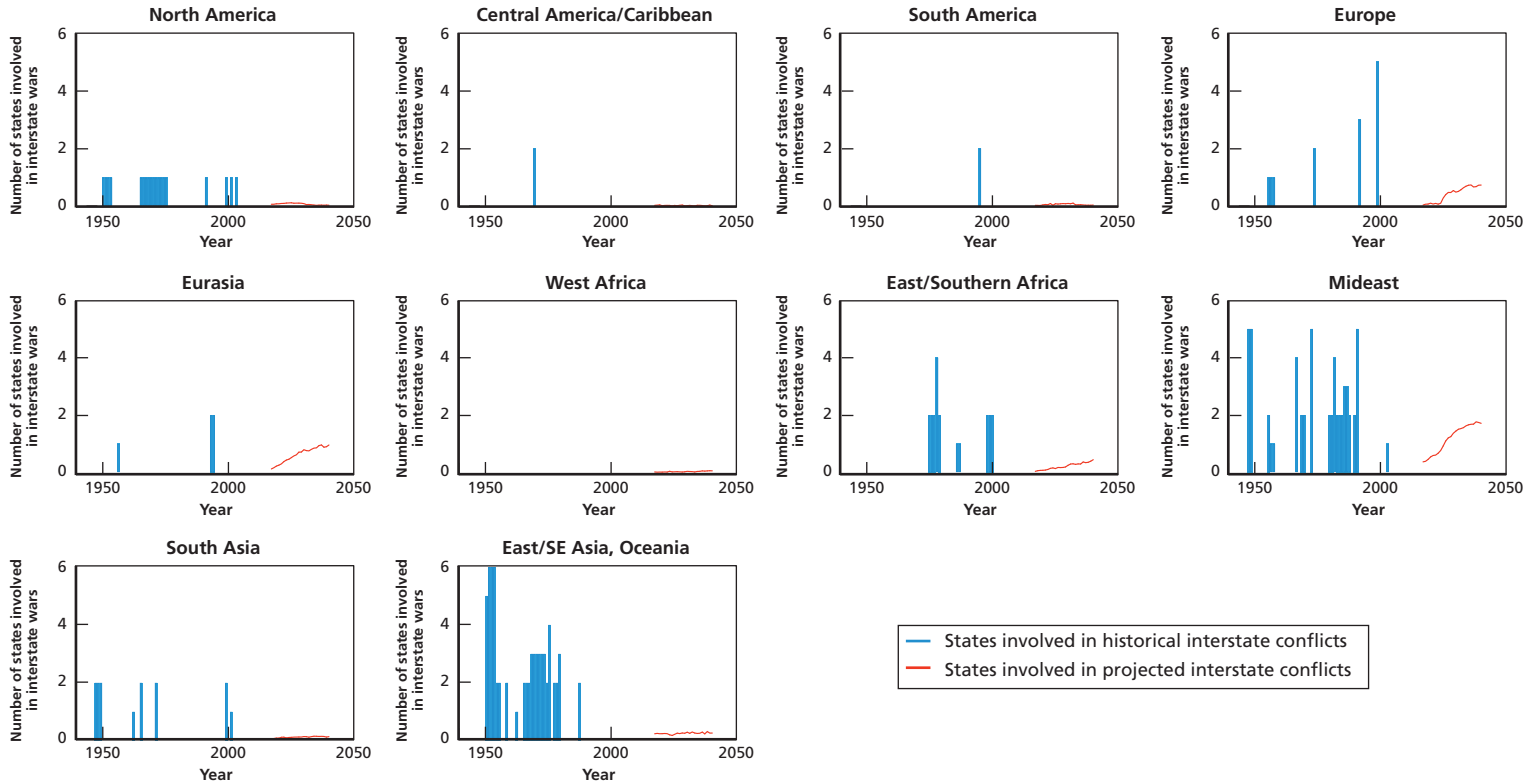 North America
Number of states involved
in interstate wars
6
4
2
0
1950
2000
2050
Year
Central America/Caribbean
Number of states involved
in interstate wars
6
4
2
0
1950
2000
2050
Year
South America
Number of states involved
in interstate wars
6
4
2
0
1950
2000
2050
Year
Europe
Number of states involved
in interstate wars
6
4
2
0
1950
2000
2050
Year
Eurasia
Number of states involved
in interstate wars
6
4
2
0
1950
2000
2050
Year
West Africa
Number of states involved
in interstate wars
6
4
2
0
1950
2000
2050
Year
East/Southern Africa
Number of states involved
in interstate wars
6
4
2
0
1950
2000
2050
Year
Mideast
Number of states involved
in interstate wars
6
4
2
0
1950
2000
2050
Year
South Asia
Number of states involved
in interstate wars
6
4
2
0
1950
2000
2050
Year
East/SE Asia, Oceania
Number of states involved
in interstate wars
6
4
2
0
1950
2000
2050
Year
States involved in historical interstate conflicts
States involved in projected interstate conflicts